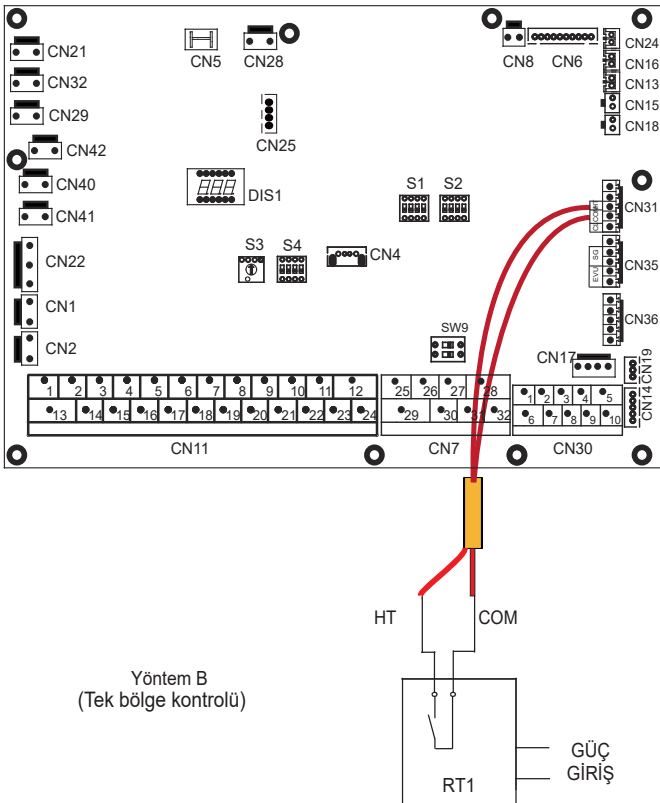 CN21
CN5
CN28
CN8
CN6
CN24
CN16
CN13
CN15
CN18
CN32
CN29
CN42
CN25
CN40
CN41
DIS1
S1
S2
CN31
CN22
S3
S4
CN4
SG
EVU
CN35
CN1
CN2
SW9
CN36
CN17
CN19
CN14
1 2 3 4 5 6 7 8 9 10 11 12
13 14 15 16 17 18 19 20 21 22 23 24
CN11
25 26 27 28
29 30 31 32
CN7
1 2 3 4 5
6 7 8 9 10
CN30
HT
COM
Yöntem B
(Tek bölge kontrolü)
RT1
GÜÇ
GİRİŞ